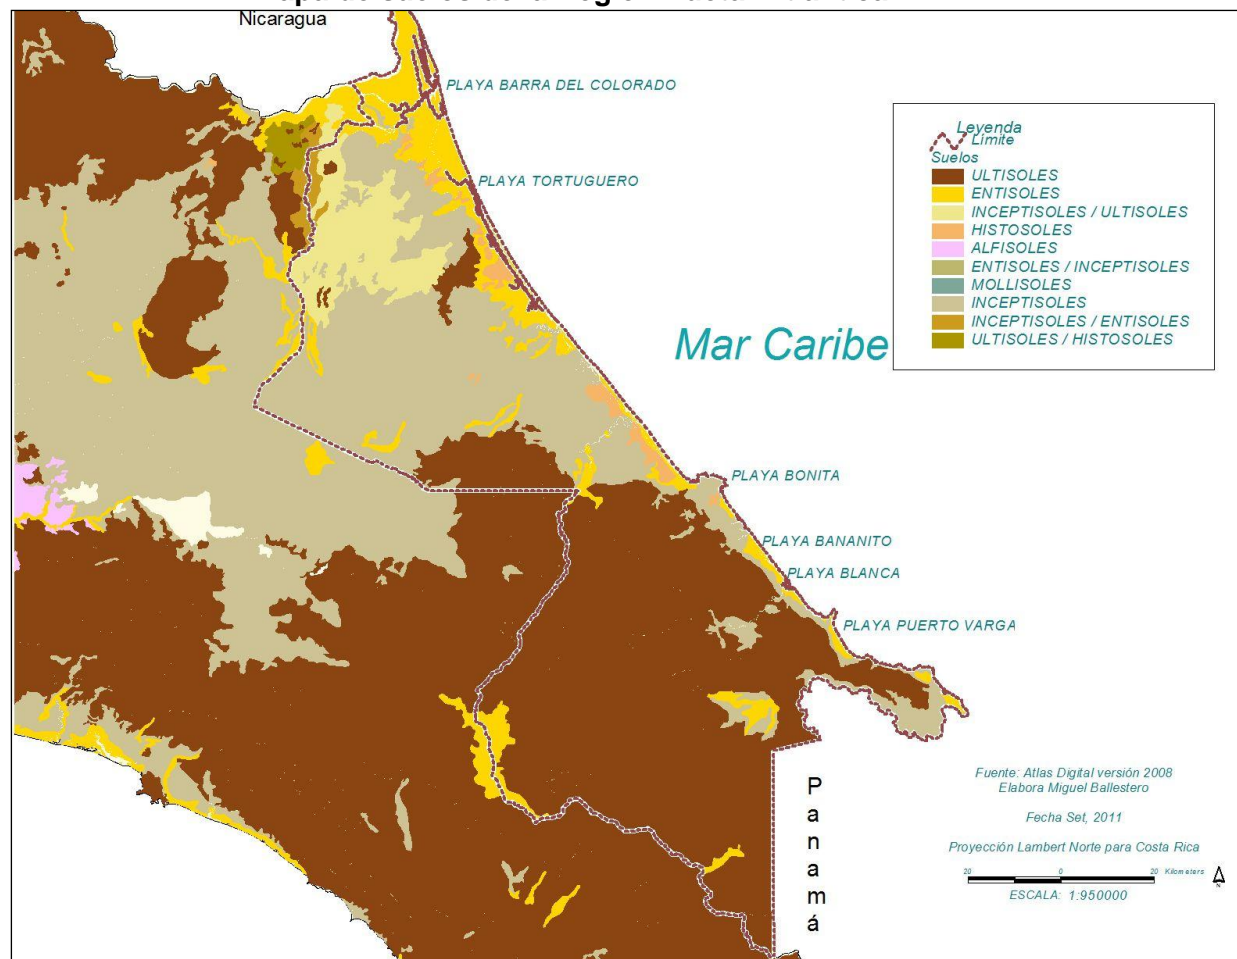 Nicaragua
PLAYA BARRA DEL COLORADO
PLAYA TORTUGUERO
Mar Caribe
PLAYA BONITA
PLAYA BANANITO
PLAYA BLANCA
PLAYA PUERTO VARGA
Leyenda
Límite
Suelos
ULTISOLES
ENTISOLES
INCEPTISOLES / ULTISOLES
HISTOSOLES
ALFISOLES
ENTISOLES / INCEPTISOLES
MOLLISOLES
INCEPTISOLES
INCEPTISOLES / ENTISOLES
ULTISOLES / HISTOSOLES
P
a
n
a
m
á
Fuente: Atlas Digital versión 2008
Elabora Miguel Ballestero
Fecha Set, 2011
Proyección Lambert Norte para Costa Rica
20 0 20 Kilometers
N
ESCALA: 1:950000